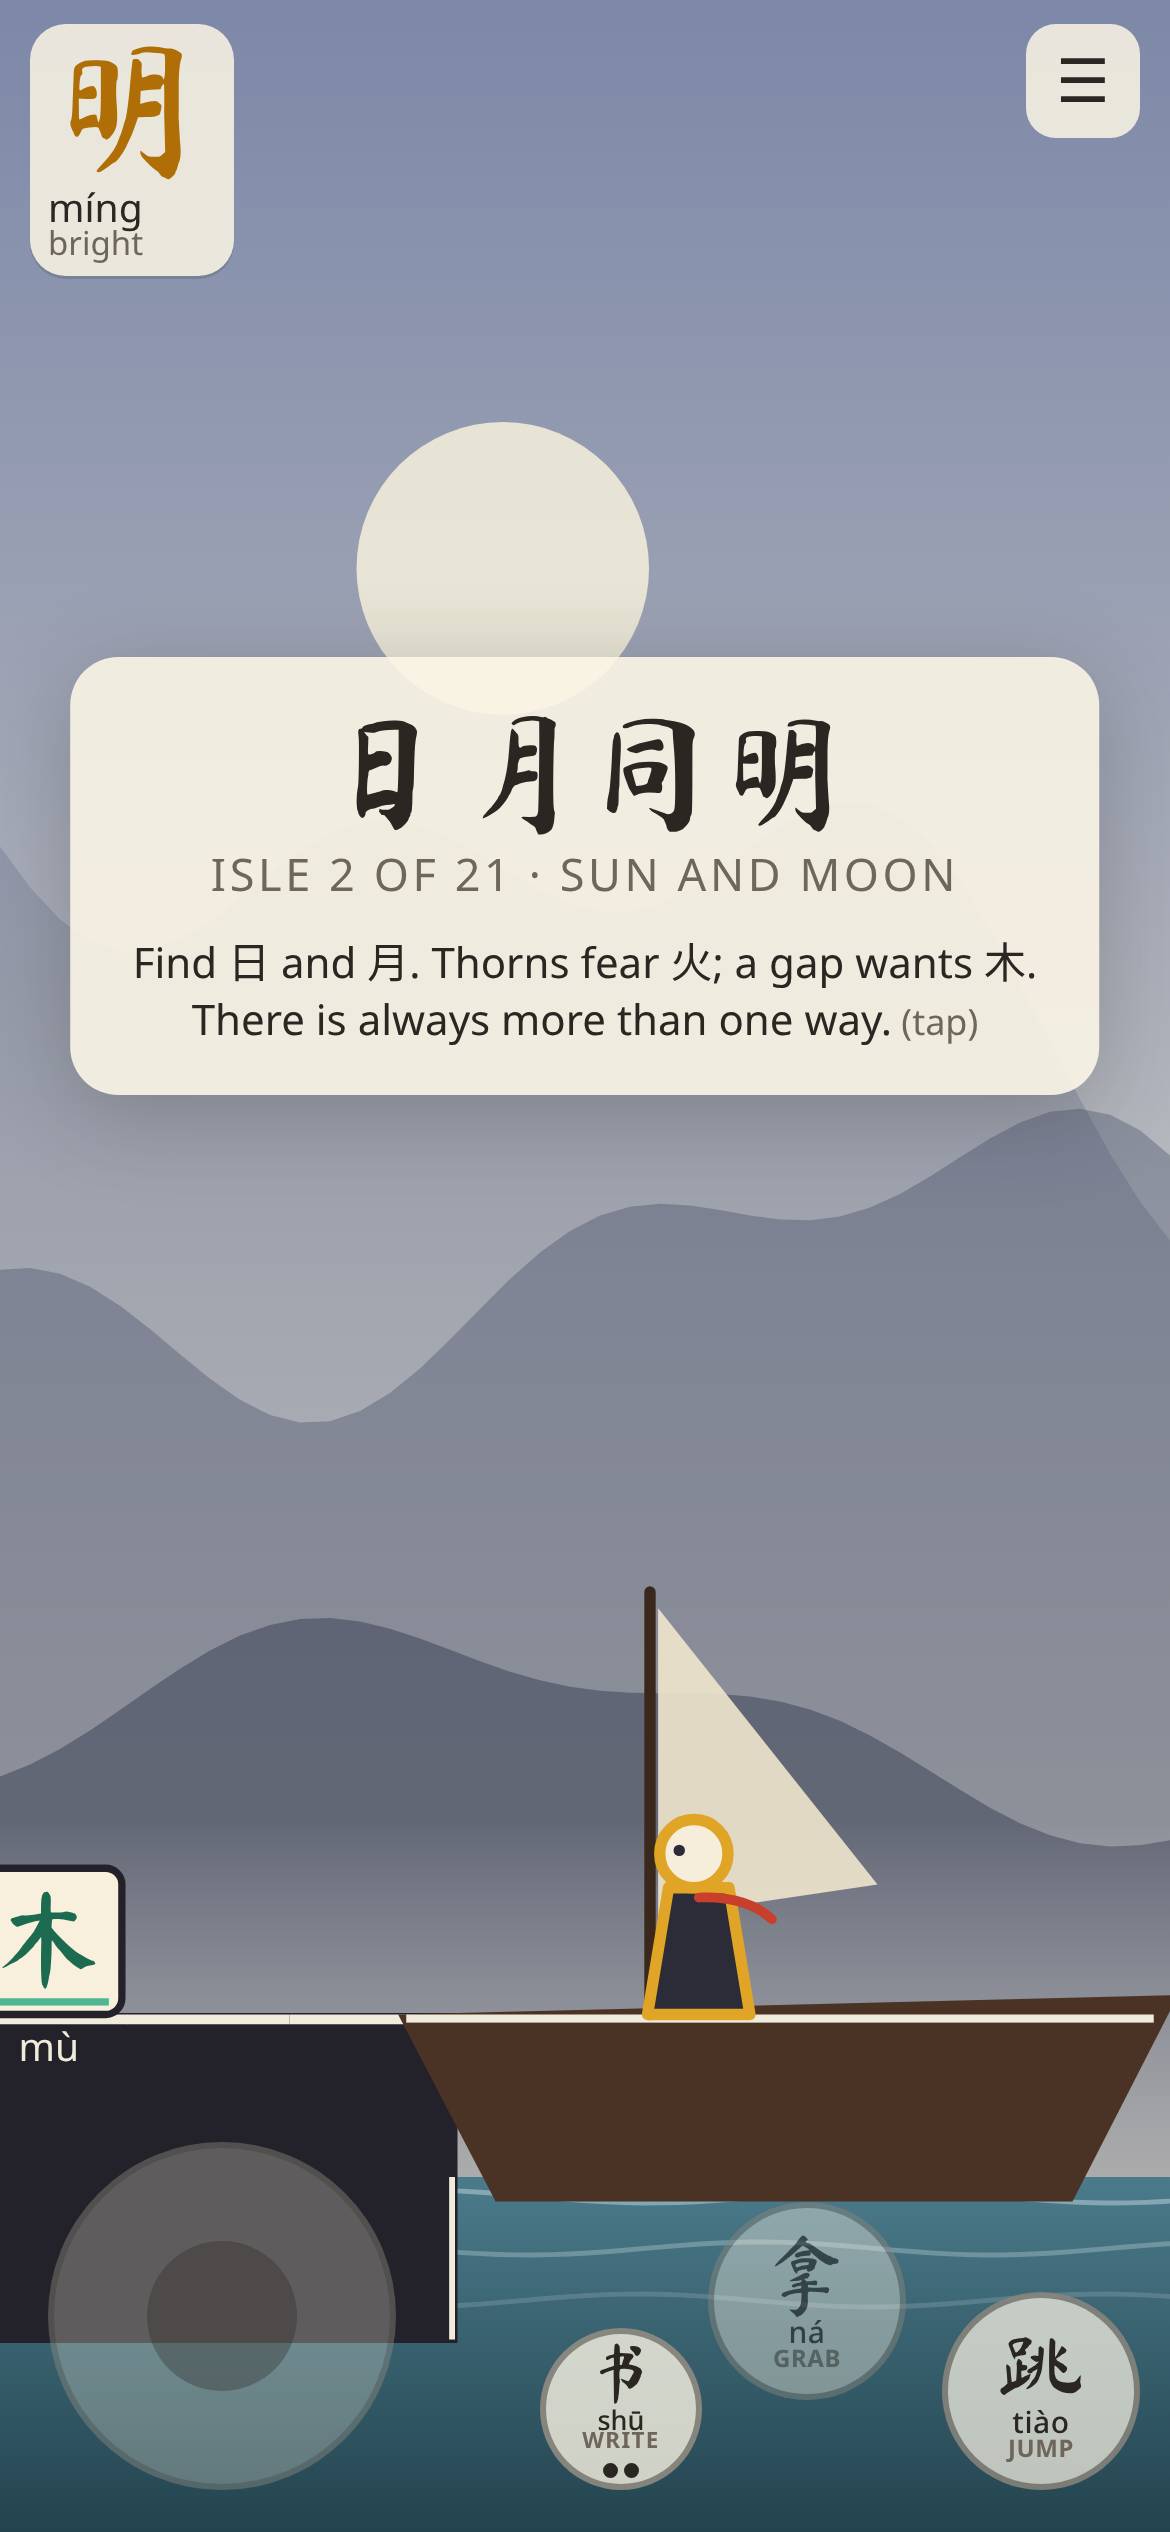 明
míng
bright
☰
日月同明
ISLE 2 OF 21 · SUN AND MOON
Find 日 and 月. Thorns fear 火; a gap wants 木.
There is always more than one way. (tap)
木
mù
拿
ná
GRAB
书
shū
WRITE
跳
tiào
JUMP